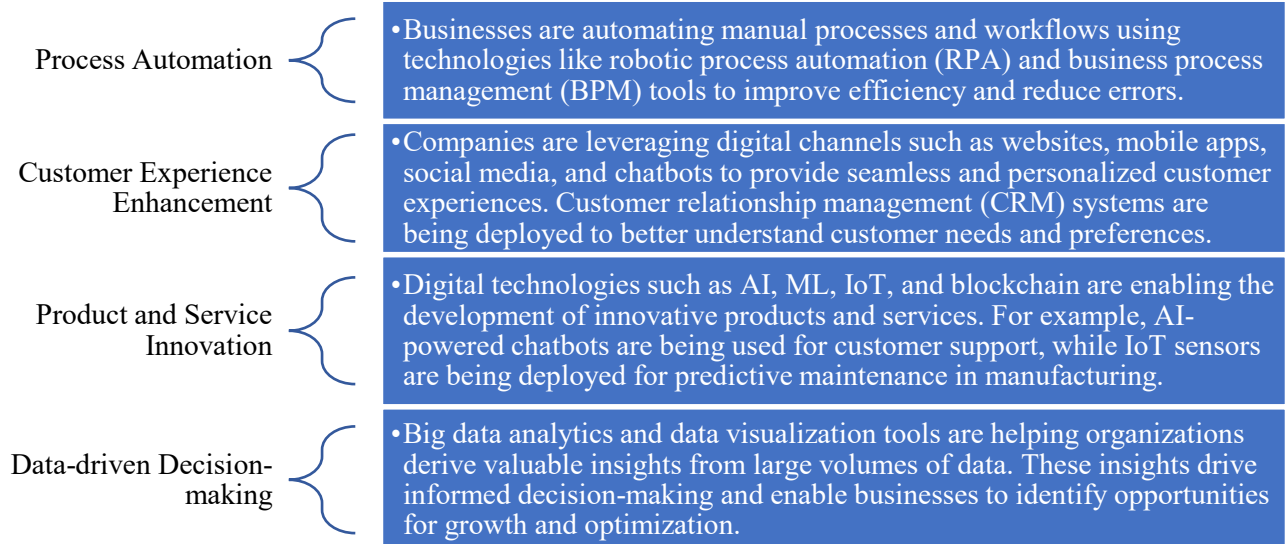 Process Automation
•Businesses are automating manual processes and workflows using
technologies like robotic process automation (RPA) and business process
management (BPM) tools to improve efficiency and reduce errors.
Customer Experience
Enhancement
•Companies are leveraging digital channels such as websites, mobile apps,
social media, and chatbots to provide seamless and personalized customer
experiences. Customer relationship management (CRM) systems are
being deployed to better understand customer needs and preferences.
Product and Service
Innovation
•Digital technologies such as AI, ML, IoT, and blockchain are enabling the
development of innovative products and services. For example, AI-
powered chatbots are being used for customer support, while IoT sensors
are being deployed for predictive maintenance in manufacturing.
Data-driven Decision-
making
•Big data analytics and data visualization tools are helping organizations
derive valuable insights from large volumes of data. These insights drive
informed decision-making and enable businesses to identify opportunities
for growth and optimization.